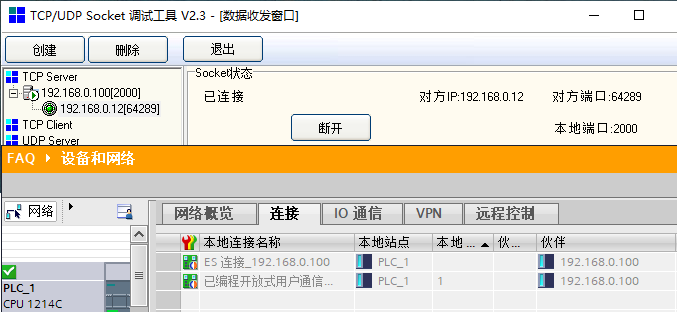 TCP/UDP Socket 调试工具 V2.3 - [数据收发窗口]
创建 删除 退出
TCP Server
192.168.0.100[2000]
192.168.0.12[64289]
TCP Client
UDP Server
Socket状态
已连接 对方IP:192.168.0.12 对方端口:64289
断开 本地端口:2000
FAQ 设备和网络
网络 网络概览 连接 IO 通信 VPN 远程控制
本地连接名称 本地站点 本地 ... 伙... 伙伴
ES 连接_192.168.0.100 PLC_1 192.168.0.100
已编程开放式用户通信... PLC_1 1 192.168.0.100
PLC_1
CPU 1214C